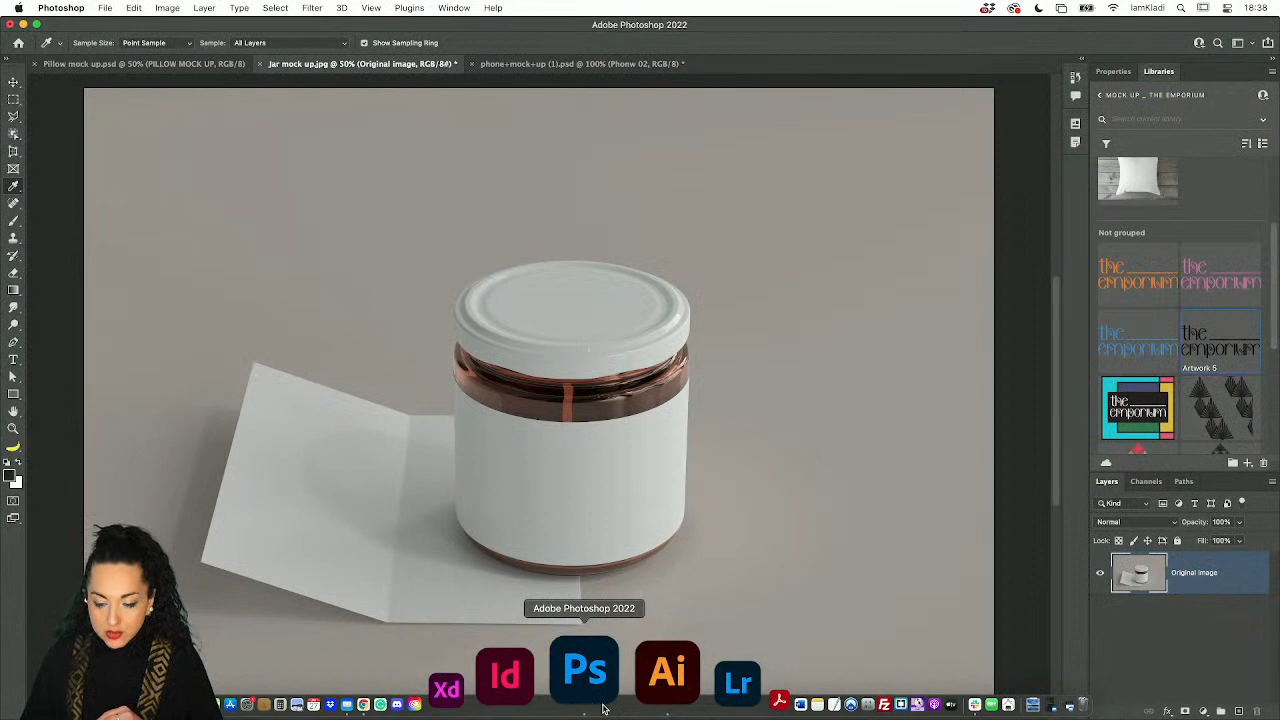 Photoshop File Edit Image Layer Type Select Filter 3D View Plugins Window Help IamKladi 18:38
Adobe Photoshop 2022
Sample Size: Point Sample Sample: All Layers Show Sampling Ring
Pillow mock up.psd @ 50% (PILLOW MOCK UP, RGB/8) Jar mock up.jpg @ 50% (Original image, RGB/8#) * phone+mock+up (1).psd @ 100% (Phonw 02, RGB/8) *
Properties Libraries
MOCK UP _ THE EMPORIUM
Search current library
Not grouped
the emporium
the emporium
the emporium
the emporium
Artwork 5
the emporium
Layers Channels Paths
Kind
Normal Opacity: 100%
Lock: Fill: 100%
Original image
Adobe Photoshop 2022
Xd Id Ps Ai Lr